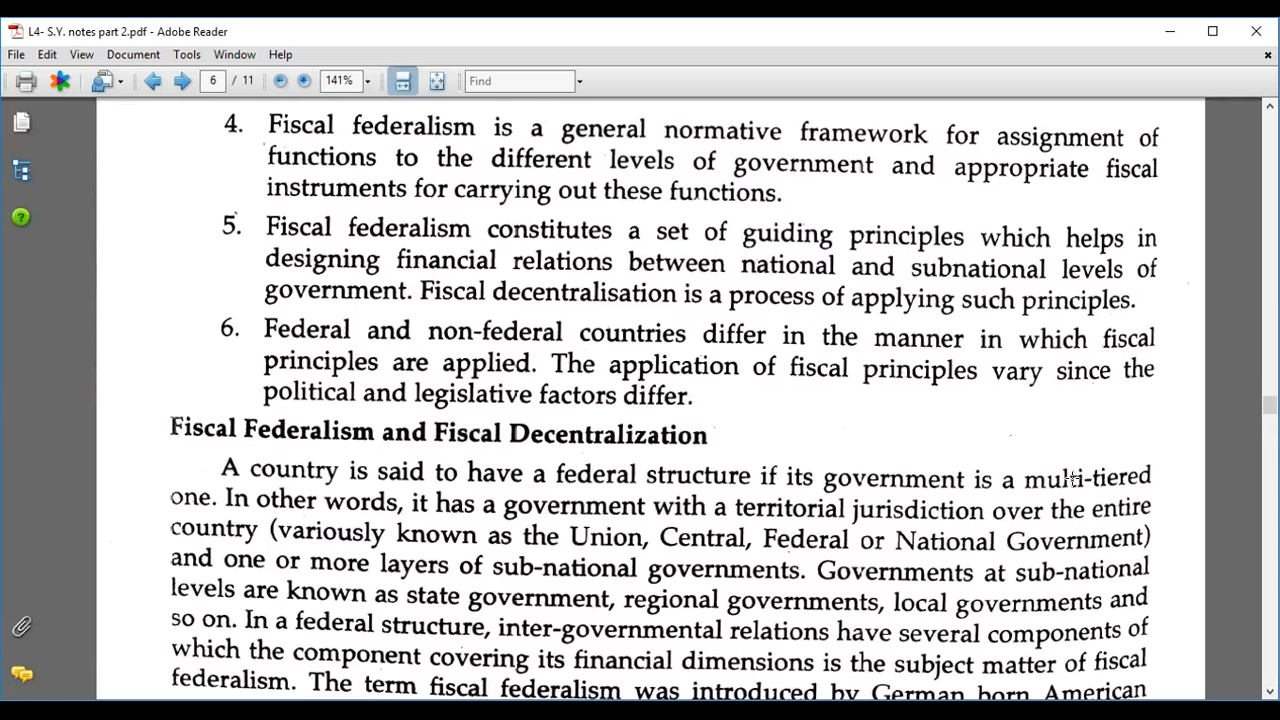 L4- S.Y. notes part 2.pdf - Adobe Reader
File Edit View Document Tools Window Help
6 / 11 141% Find
4. Fiscal federalism is a general normative framework for assignment of
functions to the different levels of government and appropriate fiscal
instruments for carrying out these functions.
5. Fiscal federalism constitutes a set of guiding principles which helps in
designing financial relations between national and subnational levels of
government. Fiscal decentralisation is a process of applying such principles.
6. Federal and non-federal countries differ in the manner in which fiscal
principles are applied. The application of fiscal principles vary since the
political and legislative factors differ.
Fiscal Federalism and Fiscal Decentralization
A country is said to have a federal structure if its government is a multi-tiered
one. In other words, it has a government with a territorial jurisdiction over the entire
country (variously known as the Union, Central, Federal or National Government)
and one or more layers of sub-national governments. Governments at sub-national
levels are known as state government, regional governments, local governments and
so on. In a federal structure, inter-governmental relations have several components of
which the component covering its financial dimensions is the subject matter of fiscal
federalism. The term fiscal federalism was introduced by German born American